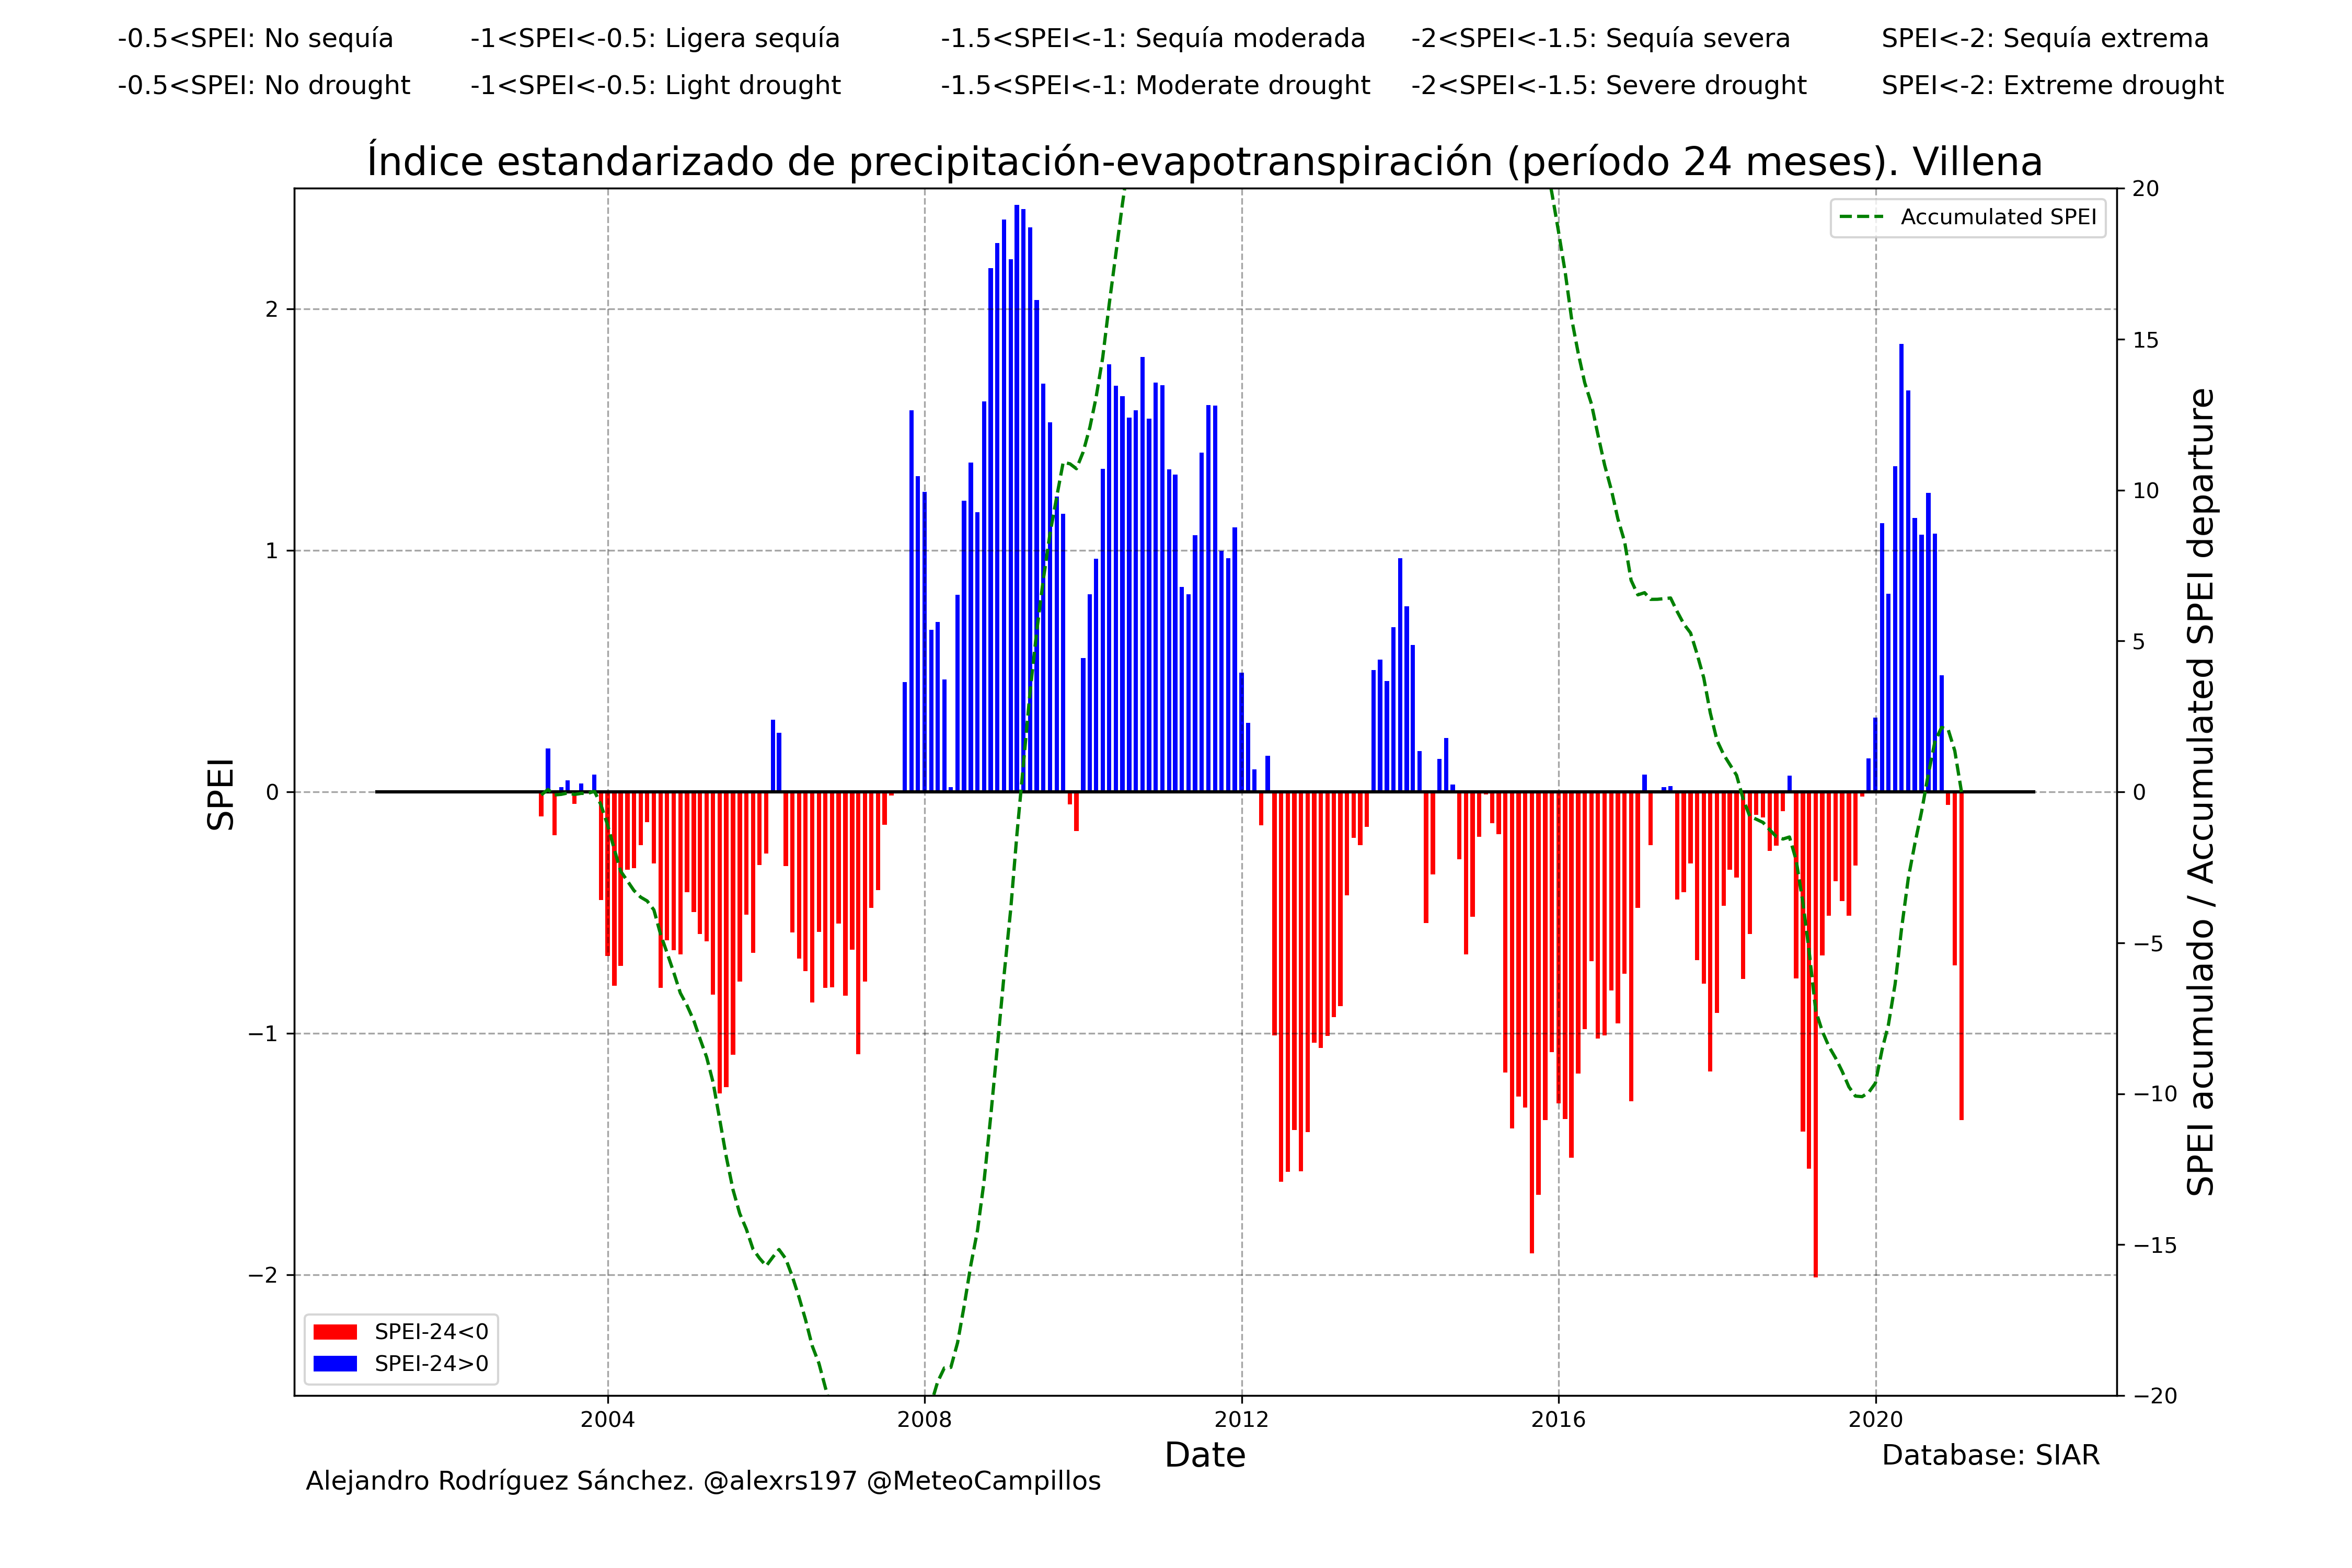 -0.5<SPEI: No sequía -1<SPEI<-0.5: Ligera sequía -1.5<SPEI<-1: Sequía moderada -2<SPEI<-1.5: Sequía severa SPEI<-2: Sequía extrema
-0.5<SPEI: No drought -1<SPEI<-0.5: Light drought -1.5<SPEI<-1: Moderate drought -2<SPEI<-1.5: Severe drought SPEI<-2: Extreme drought
Índice estandarizado de precipitación-evapotranspiración (período 24 meses). Villena
Accumulated SPEI
SPEI
2
1
0
−1
−2
20
15
10
5
0
−5
−10
−15
−20
SPEI acumulado / Accumulated SPEI departure
SPEI-24<0
SPEI-24>0
2004 2008 2012 2016 2020
Date
Database: SIAR
Alejandro Rodríguez Sánchez. @alexrs197 @MeteoCampillos